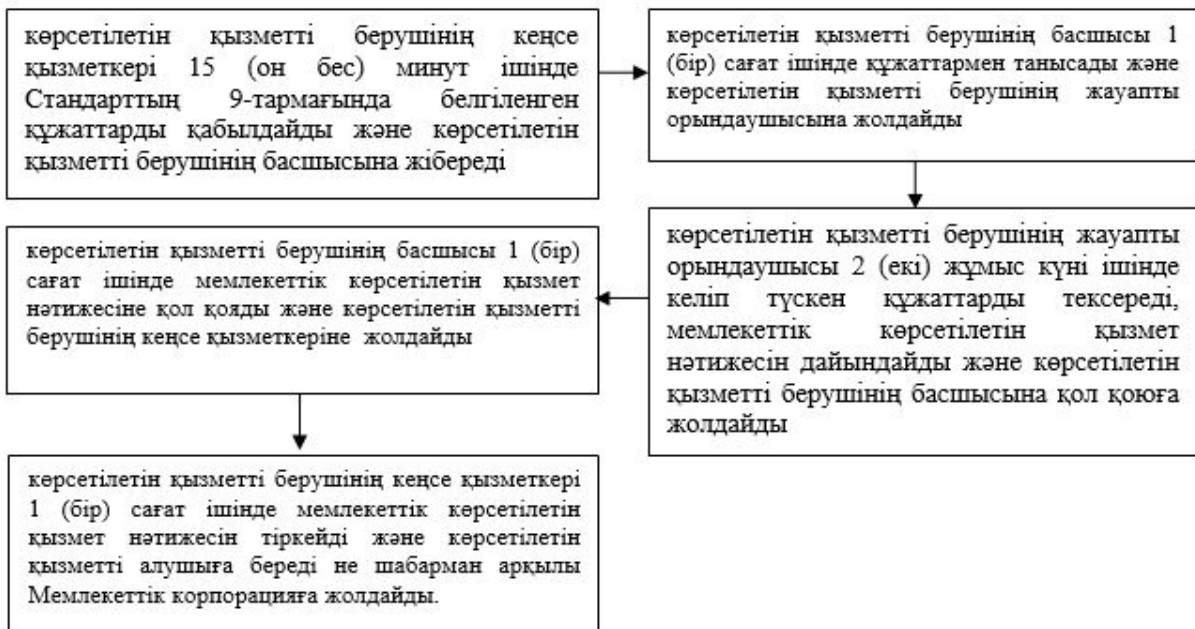 көрсетілетін қызметті берушінің кеңсе
қызметкері 15 (он бес) минут ішінде
Стандарттың 9-тармағында белгіленген
құжаттарды қабылдайды және көрсетілетін
қызметті берушінің басшысына жібереді
көрсетілетін қызметті берушінің басшысы 1
(бір) сағат ішінде құжаттармен танысады және
көрсетілетін қызметті берушінің жауапты
орындаушысына жолдайды
көрсетілетін қызметті берушінің жауапты
орындаушысы 2 (екі) жұмыс күні ішінде
келіп түскен құжаттарды тексереді,
мемлекеттік көрсетілетін қызмет
нәтижесін дайындайды және көрсетілетін
қызметті берушінің басшысына қол қоюға
жолдайды
көрсетілетін қызметті берушінің басшысы 1 (бір)
сағат ішінде мемлекеттік көрсетілетін қызмет
нәтижесіне қол қояды және көрсетілетін қызметті
берушінің кеңсе қызметкеріне жолдайды
көрсетілетін қызметті берушінің кеңсе қызметкері
1 (бір) сағат ішінде мемлекеттік көрсетілетін
қызмет нәтижесін тіркейді және көрсетілетін
қызметті алушыға береді не шабарман арқылы
Мемлекеттік корпорацияға жолдайды.